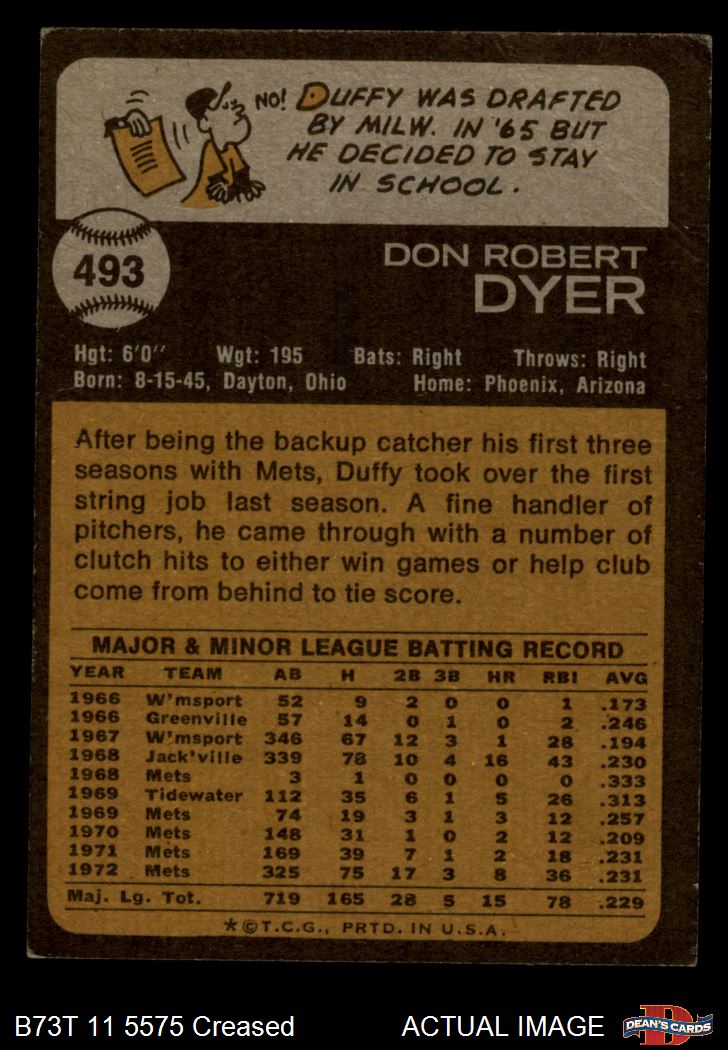 NO! DUFFY WAS DRAFTED
BY MILW. IN '65 BUT
HE DECIDED TO STAY
IN SCHOOL.
493
DON ROBERT
DYER
Hgt: 6'0" Wgt: 195 Bats: Right Throws: Right
Born: 8-15-45, Dayton, Ohio Home: Phoenix, Arizona
After being the backup catcher his first three
seasons with Mets, Duffy took over the first
string job last season. A fine handler of
pitchers, he came through with a number of
clutch hits to either win games or help club
come from behind to tie score.
MAJOR & MINOR LEAGUE BATTING RECORD
YEAR TEAM AB H 2B 3B HR RBI AVG
1966 W'msport 52 9 2 0 0 1 .173
1966 Greenville 57 14 0 1 0 2 .246
1967 W'msport 346 67 12 3 1 28 .194
1968 Jack'ville 339 78 10 4 16 43 .230
1968 Mets 3 1 0 0 0 0 .333
1969 Tidewater 112 35 6 1 5 26 .313
1969 Mets 74 19 3 1 3 12 .257
1970 Mets 148 31 1 0 2 12 .209
1971 Mets 169 39 7 1 2 18 .231
1972 Mets 325 75 17 3 8 36 .231
Maj. Lg. Tot. 719 165 28 5 15 78 .229
*©T.C.G., PRTD. IN U.S.A.
B73T 11 5575 Creased ACTUAL IMAGE
D
DEAN'S CARDS